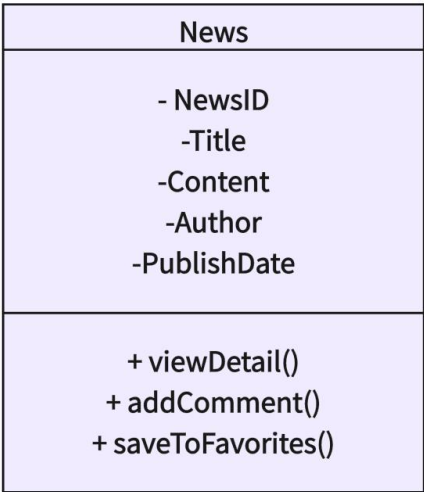 News
- NewsID
-Title
-Content
-Author
-PublishDate
+ viewDetail()
+ addComment()
+ saveToFavorites()